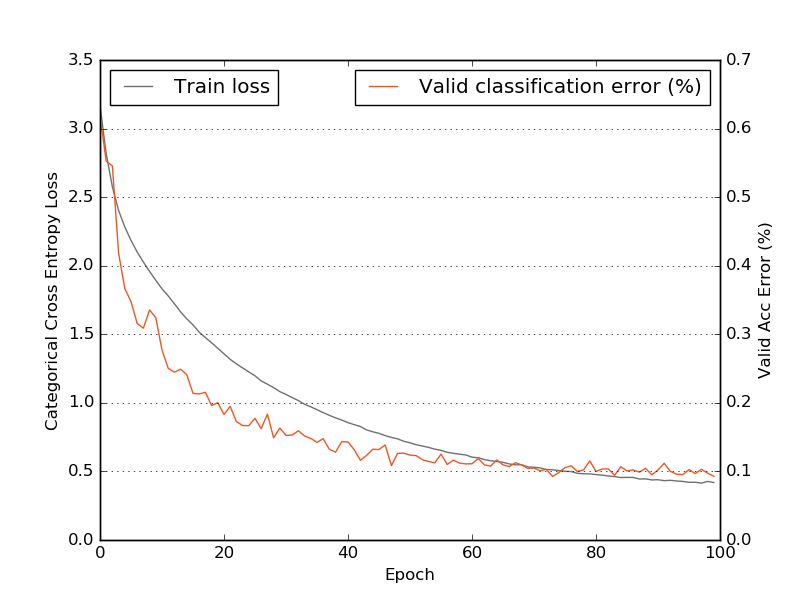 Train loss
Valid classification error (%)
Categorical Cross Entropy Loss
3.5
3.0
2.5
2.0
1.5
1.0
0.5
0.0
0.7
0.6
0.5
0.4
0.3
0.2
0.1
0.0
Valid Acc Error (%)
0 20 40 60 80 100
Epoch